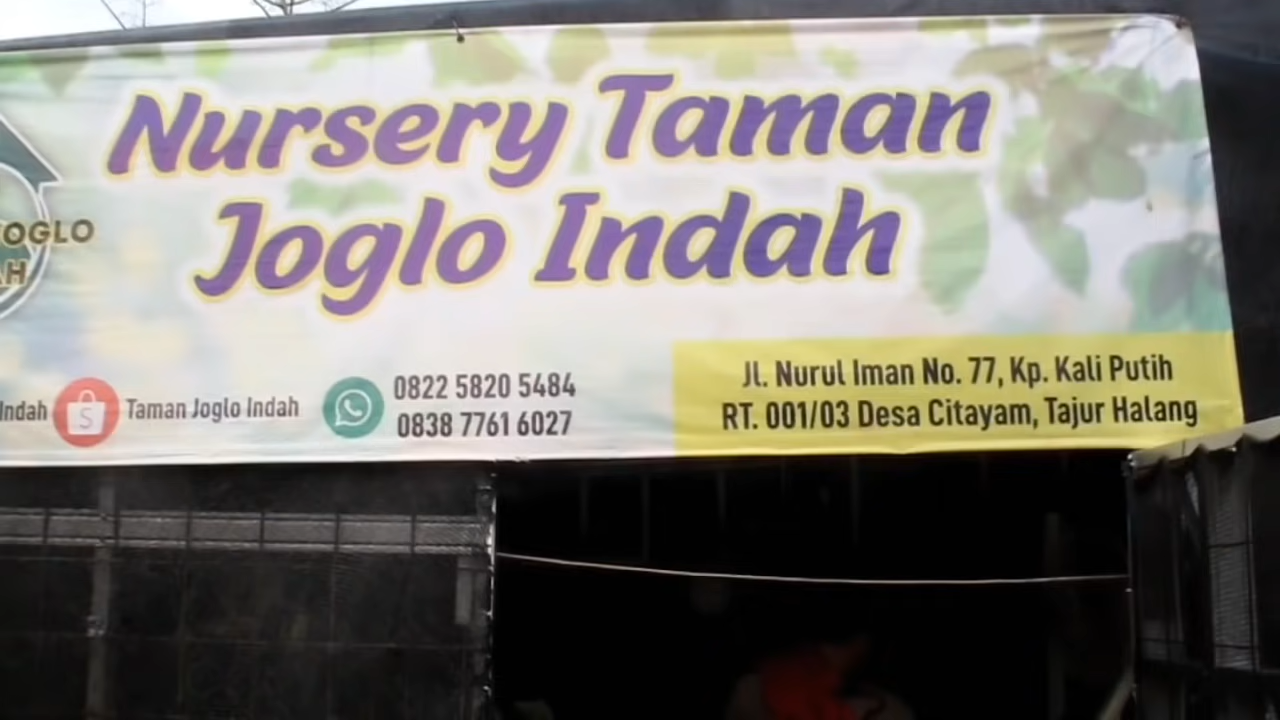 Nursery Taman
Joglo Indah
JOGLO
AH
Indah
Taman Joglo Indah
0822 5820 5484
0838 7761 6027
Jl. Nurul Iman No. 77, Kp. Kali Putih
RT. 001/03 Desa Citayam, Tajur Halang